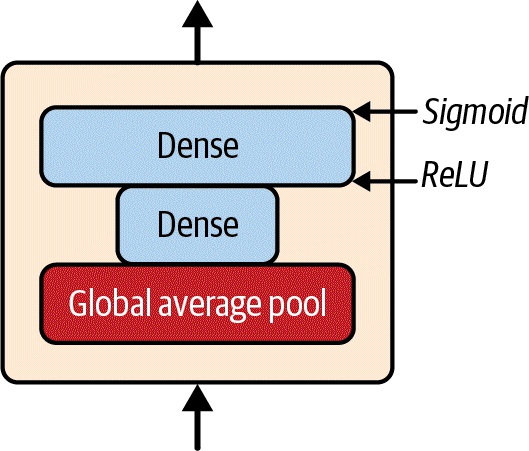 Sigmoid
Dense
ReLU
Dense
Global average pool